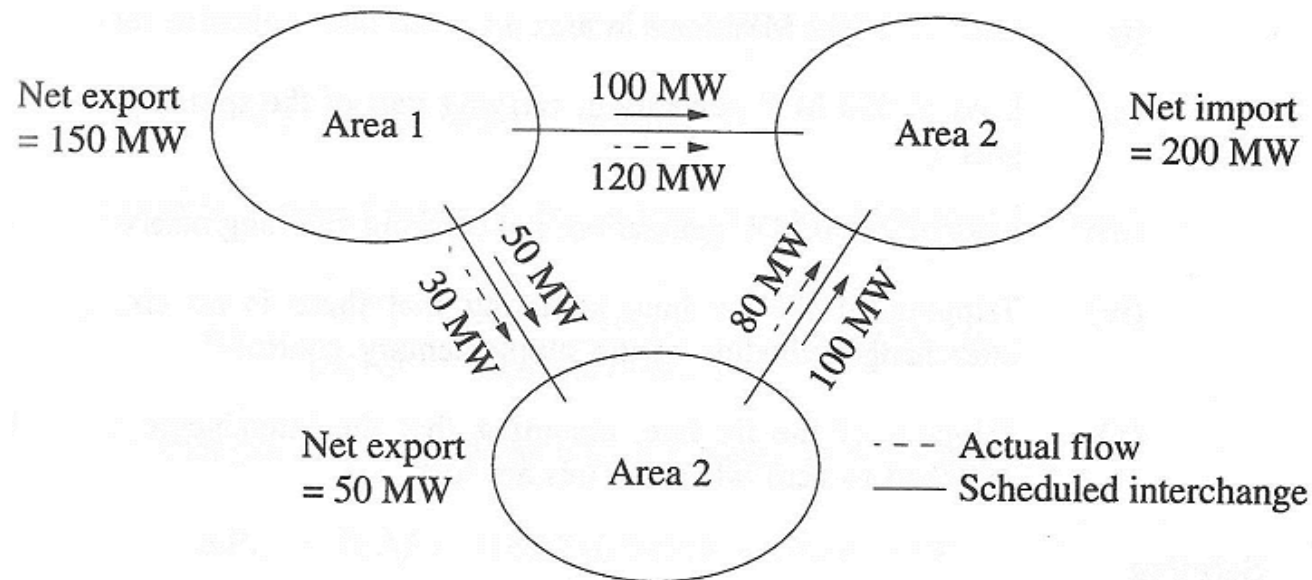 100 MW
Net export
= 150 MW
Area 1
Area 2
Net import
= 200 MW
120 MW
50 MW
30 MW
80 MW
100 MW
Net export
= 50 MW
Area 2
Actual flow
Scheduled interchange